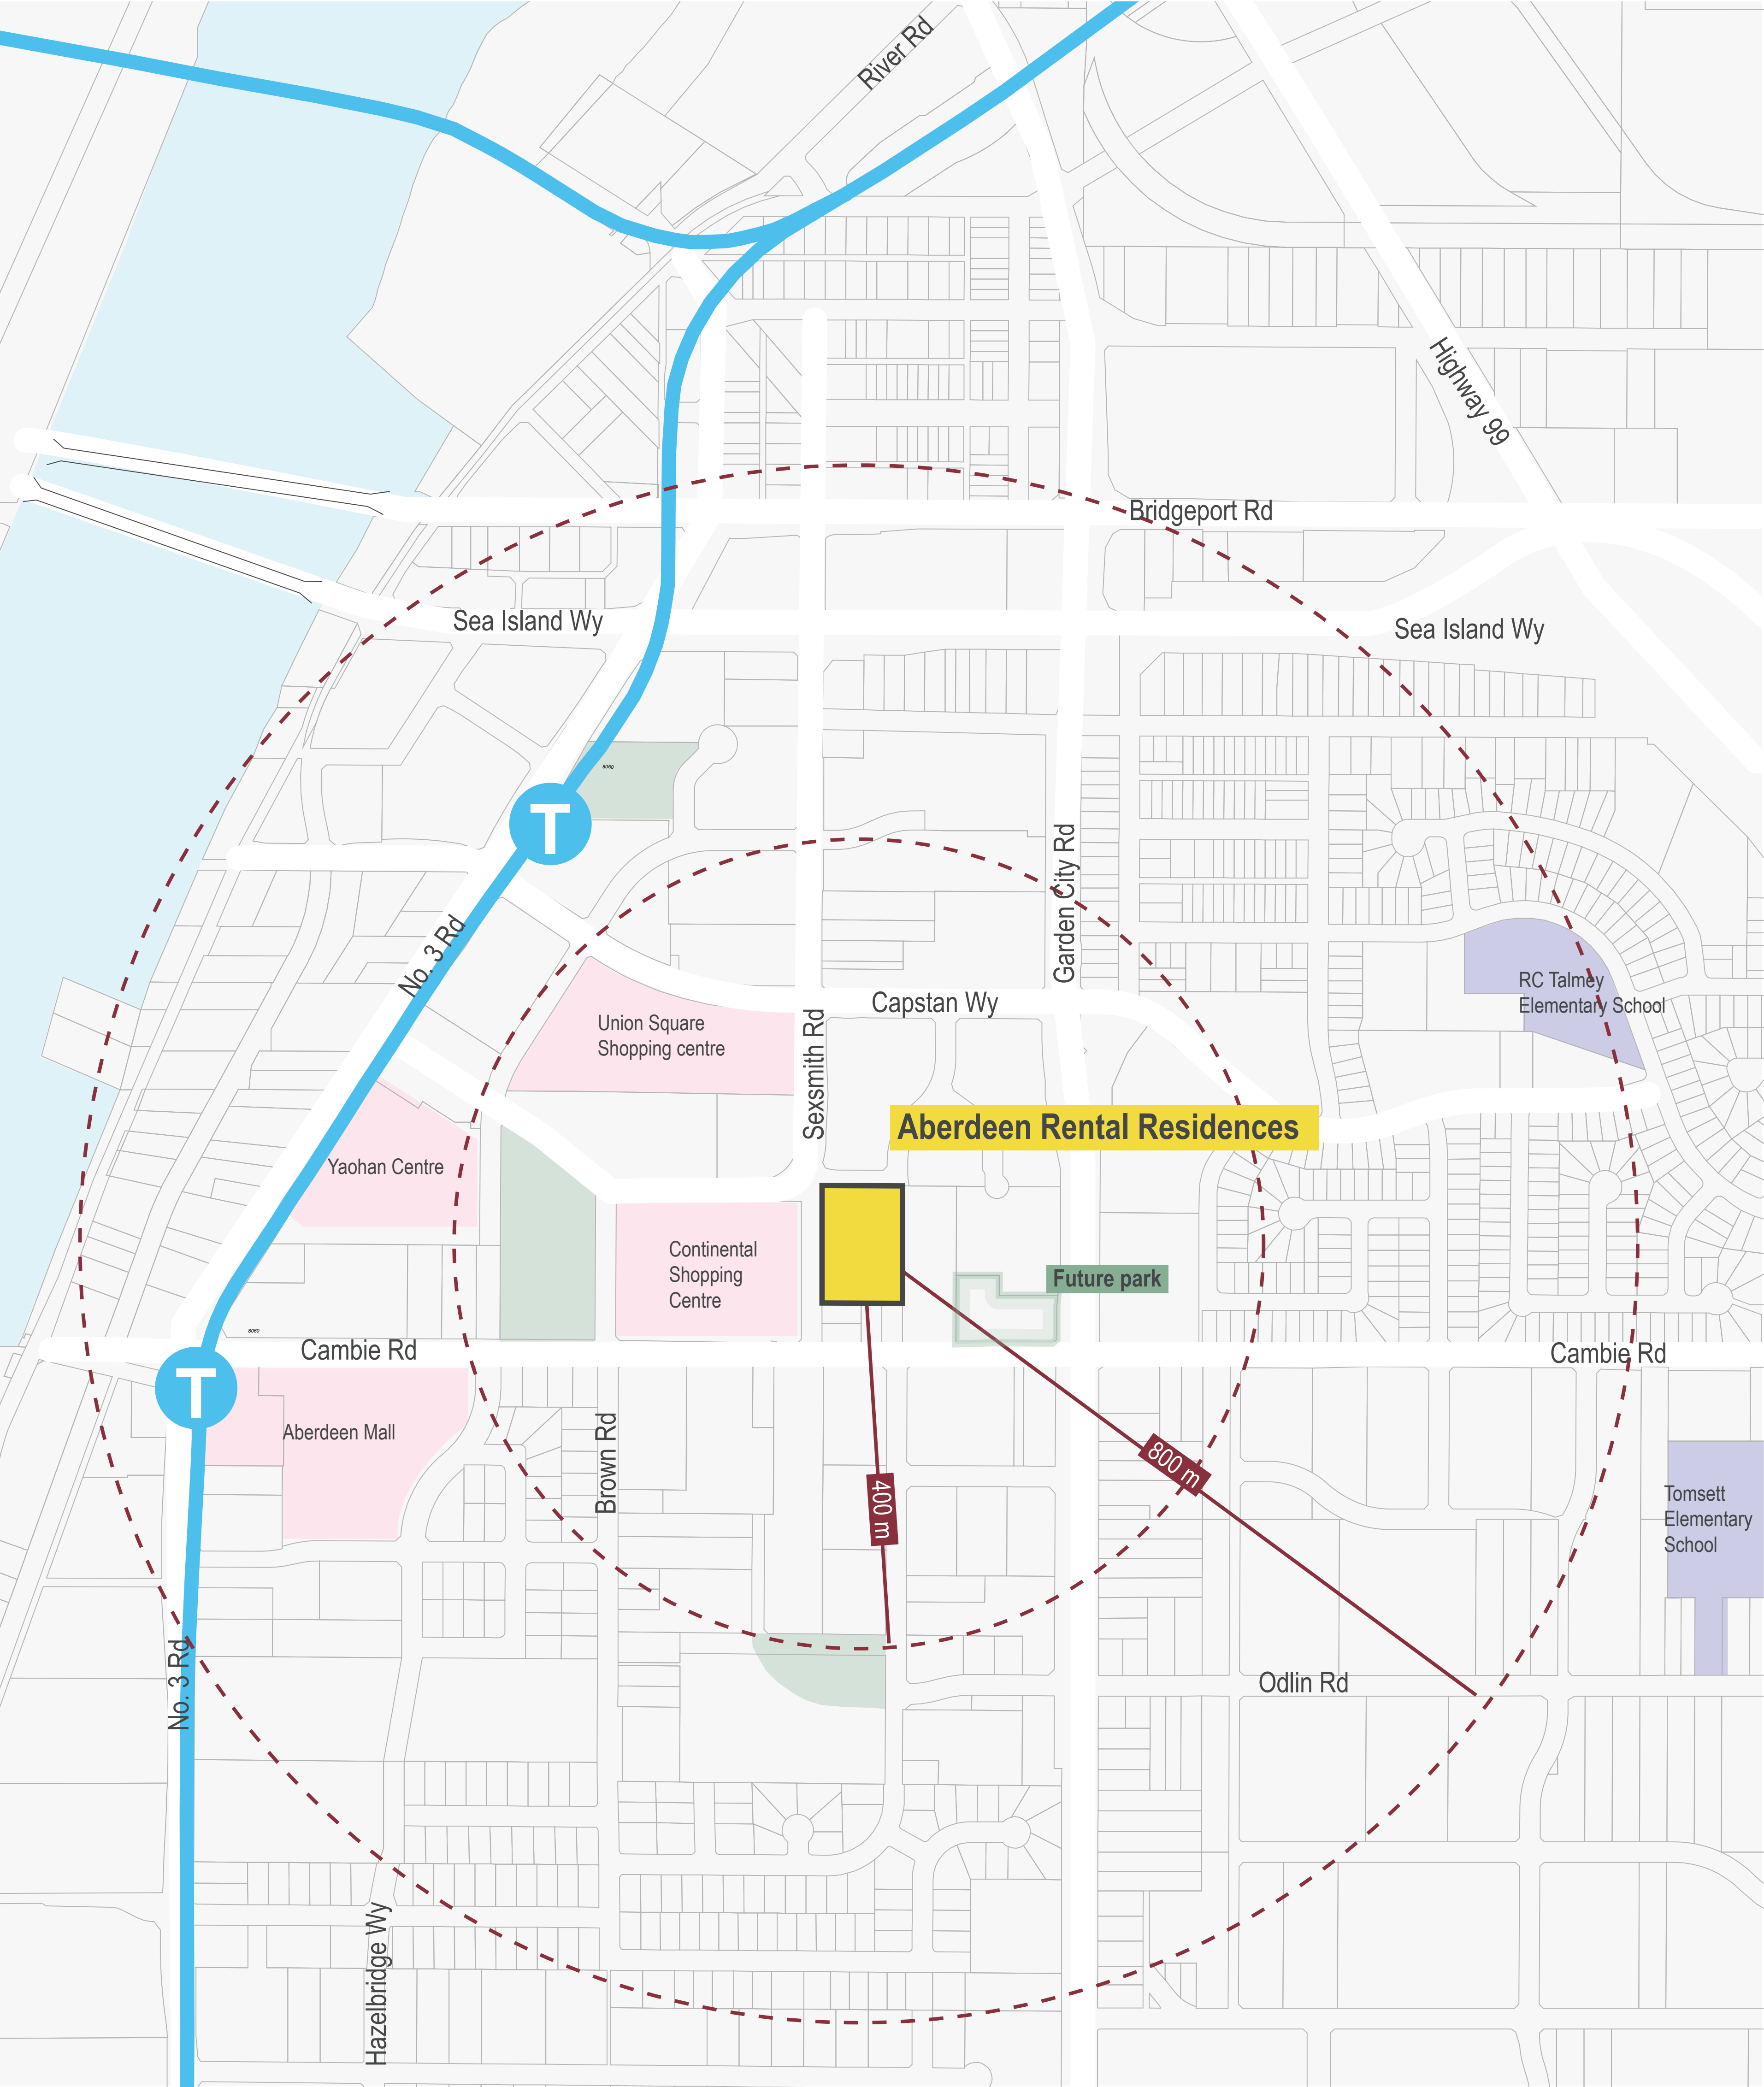 River Rd
Highway 99
Bridgeport Rd
Sea Island Wy
Sea Island Wy
8060
T
Garden City Rd
No. 3 Rd
RC Talmey
Elementary School
Capstan Wy
Union Square
Shopping centre
Sexsmith Rd
Aberdeen Rental Residences
Yaohan Centre
Continental
Shopping
Centre
Future park
8060
Cambie Rd
Cambie Rd
T
Aberdeen Mall
Brown Rd
800 m
400 m
Tomsett
Elementary
School
No. 3 Rd
Odlin Rd
Hazelbridge Wy